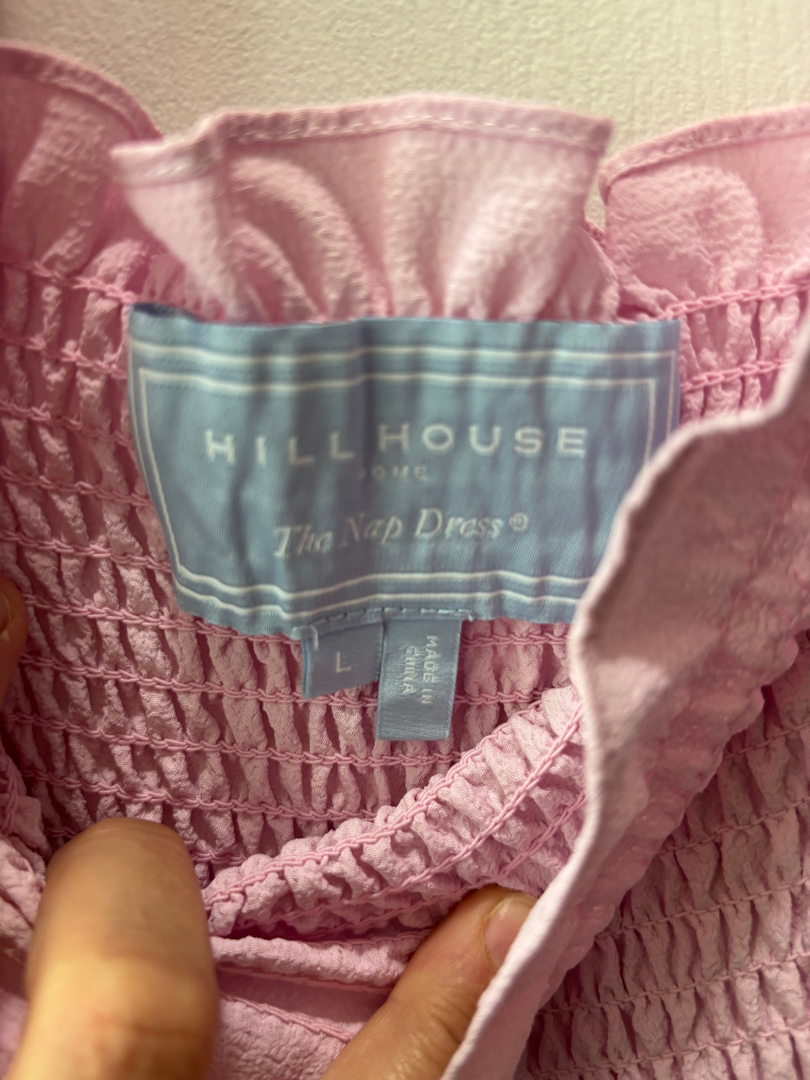 HILL HOUSE
HOME
The Nap Dress®
L
MADE IN
CHINA